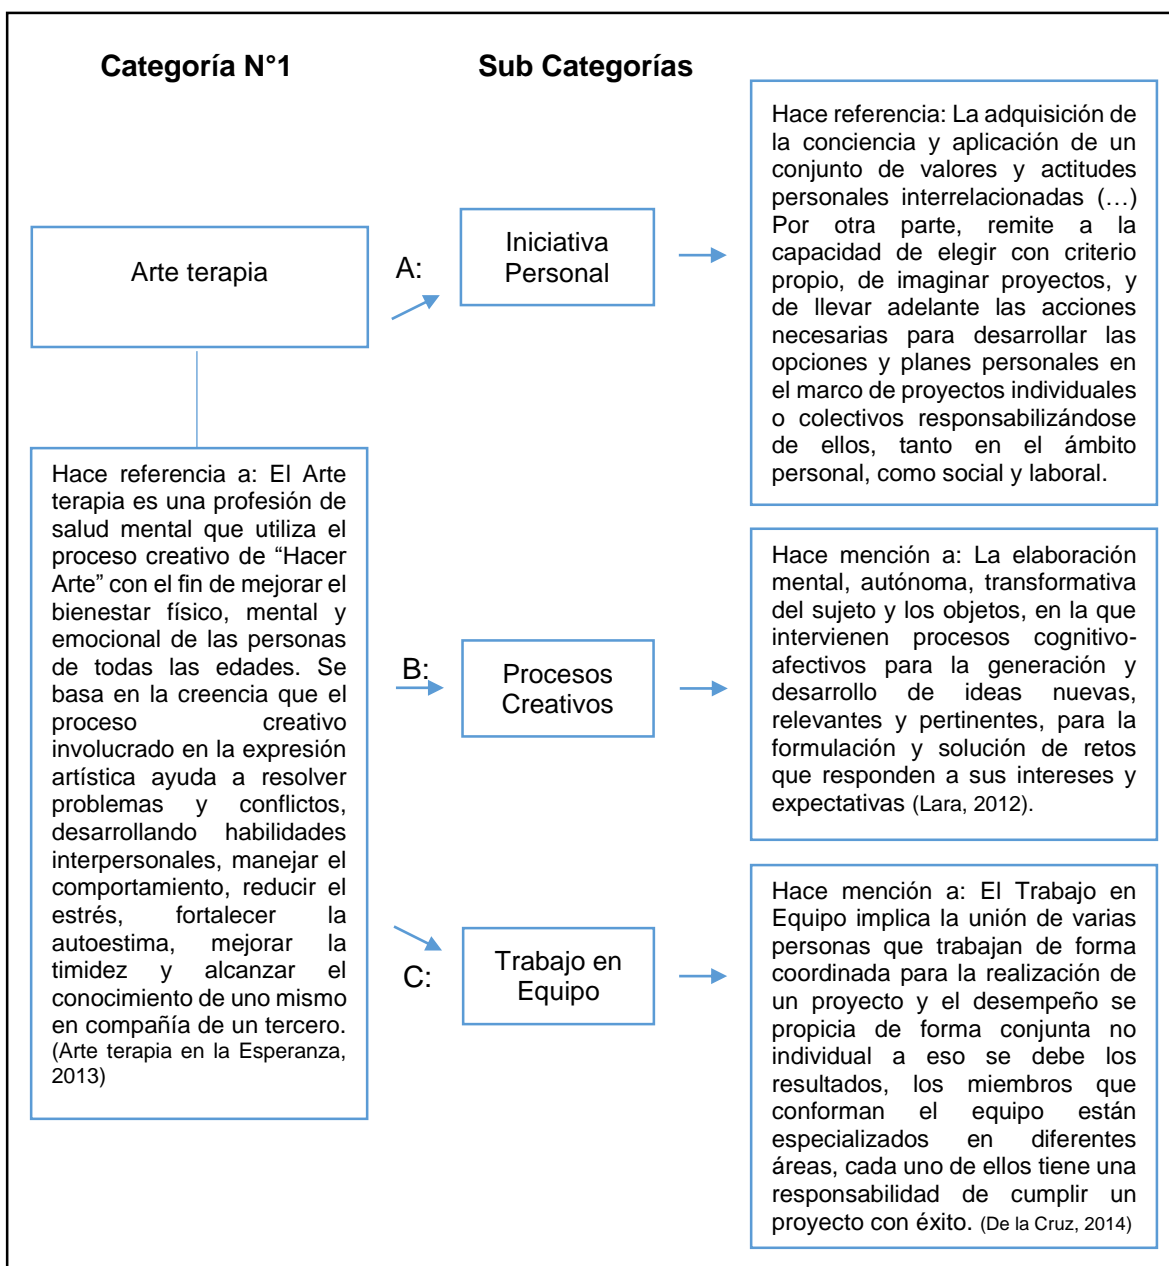 Categoría N°1
Sub Categorías
Arte terapia
Hace referencia a: El Arte
terapia es una profesión de
salud mental que utiliza el
proceso creativo de “Hacer
Arte” con el fin de mejorar el
bienestar físico, mental y
emocional de las personas
de todas las edades. Se
basa en la creencia que el
proceso creativo
involucrado en la expresión
artística ayuda a resolver
problemas y conflictos,
desarrollando habilidades
interpersonales, manejar el
comportamiento, reducir el
estrés, fortalecer la
autoestima, mejorar la
timidez y alcanzar el
conocimiento de uno mismo
en compañía de un tercero.
(Arte terapia en la Esperanza,
2013)
A:
Iniciativa
Personal
Hace referencia: La adquisición de
la conciencia y aplicación de un
conjunto de valores y actitudes
personales interrelacionadas (…)
Por otra parte, remite a la
capacidad de elegir con criterio
propio, de imaginar proyectos, y
de llevar adelante las acciones
necesarias para desarrollar las
opciones y planes personales en
el marco de proyectos individuales
o colectivos responsabilizándose
de ellos, tanto en el ámbito
personal, como social y laboral.
B:
Procesos
Creativos
Hace mención a: La elaboración
mental, autónoma, transformativa
del sujeto y los objetos, en la que
intervienen procesos cognitivo-
afectivos para la generación y
desarrollo de ideas nuevas,
relevantes y pertinentes, para la
formulación y solución de retos
que responden a sus intereses y
expectativas (Lara, 2012).
C:
Trabajo en
Equipo
Hace mención a: El Trabajo en
Equipo implica la unión de varias
personas que trabajan de forma
coordinada para la realización de
un proyecto y el desempeño se
propicia de forma conjunta no
individual a eso se debe los
resultados, los miembros que
conforman el equipo están
especializados en diferentes
áreas, cada uno de ellos tiene una
responsabilidad de cumplir un
proyecto con éxito. (De la Cruz, 2014)